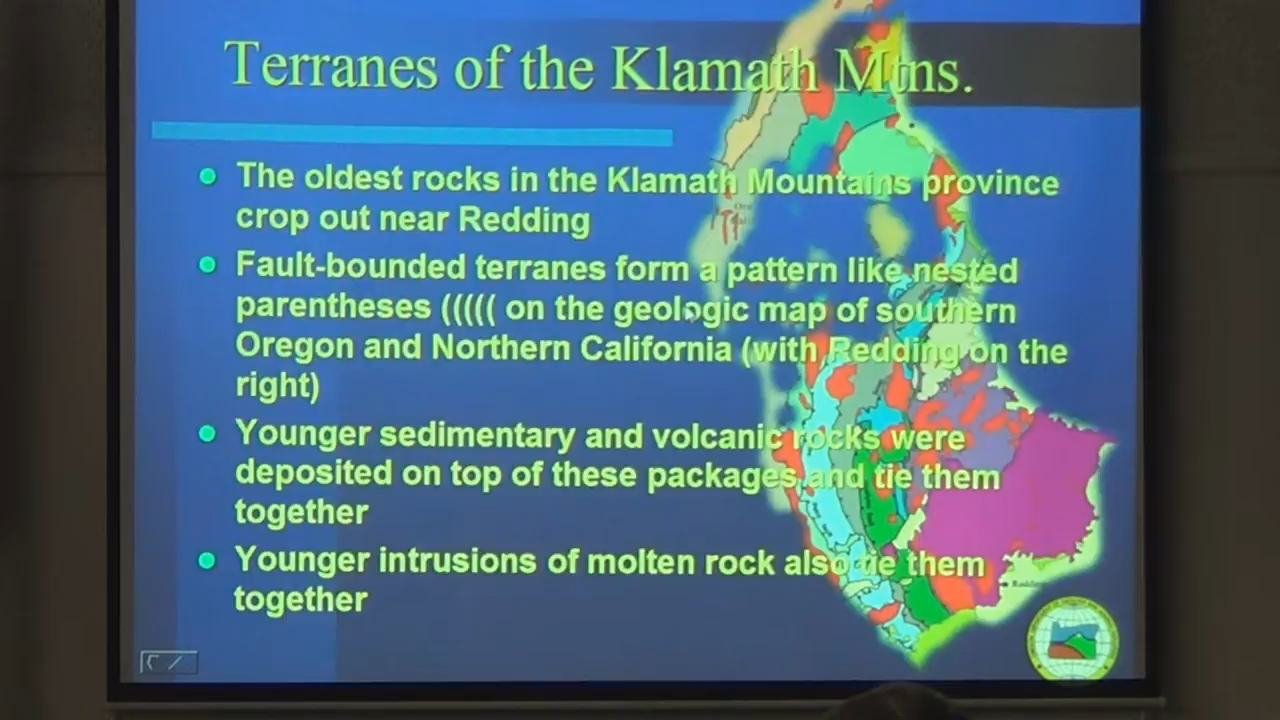 Terranes of the Klamath Mtns.
The oldest rocks in the Klamath Mountains province
crop out near Redding
Fault-bounded terranes form a pattern like nested
parentheses ((((( on the geologic map of southern
Oregon and Northern California (with Redding on the
right)
Younger sedimentary and volcanic rocks were
deposited on top of these packages and tie them
together
Younger intrusions of molten rock also tie them
together